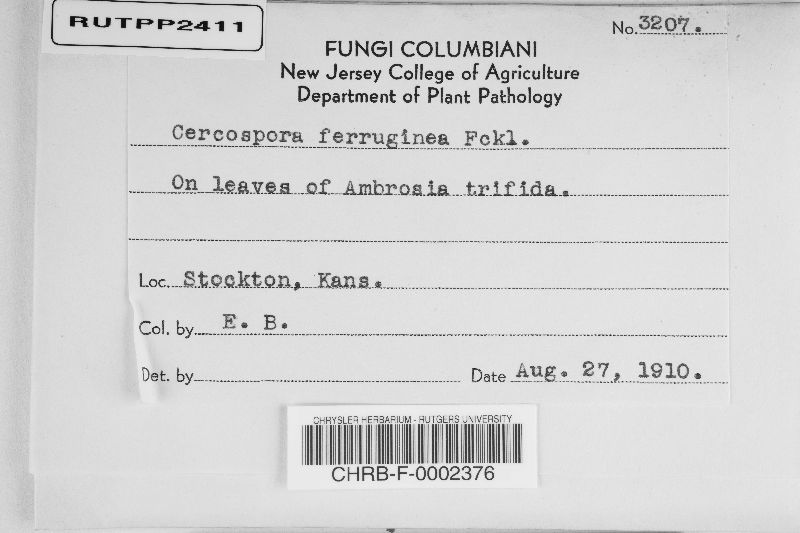 RUTPP2411
No. 3207.
FUNGI COLUMBIANI
New Jersey College of Agriculture
Department of Plant Pathology
Cercospora ferruginea Fckl.
On leaves of Ambrosia trifida.
Loc. Stockton, Kans.
Col. by E. B.
Det. by Date Aug. 27, 1910.
CHRYSLER HERBARIUM - RUTGERS UNIVERSITY
CHRB-F-0002376